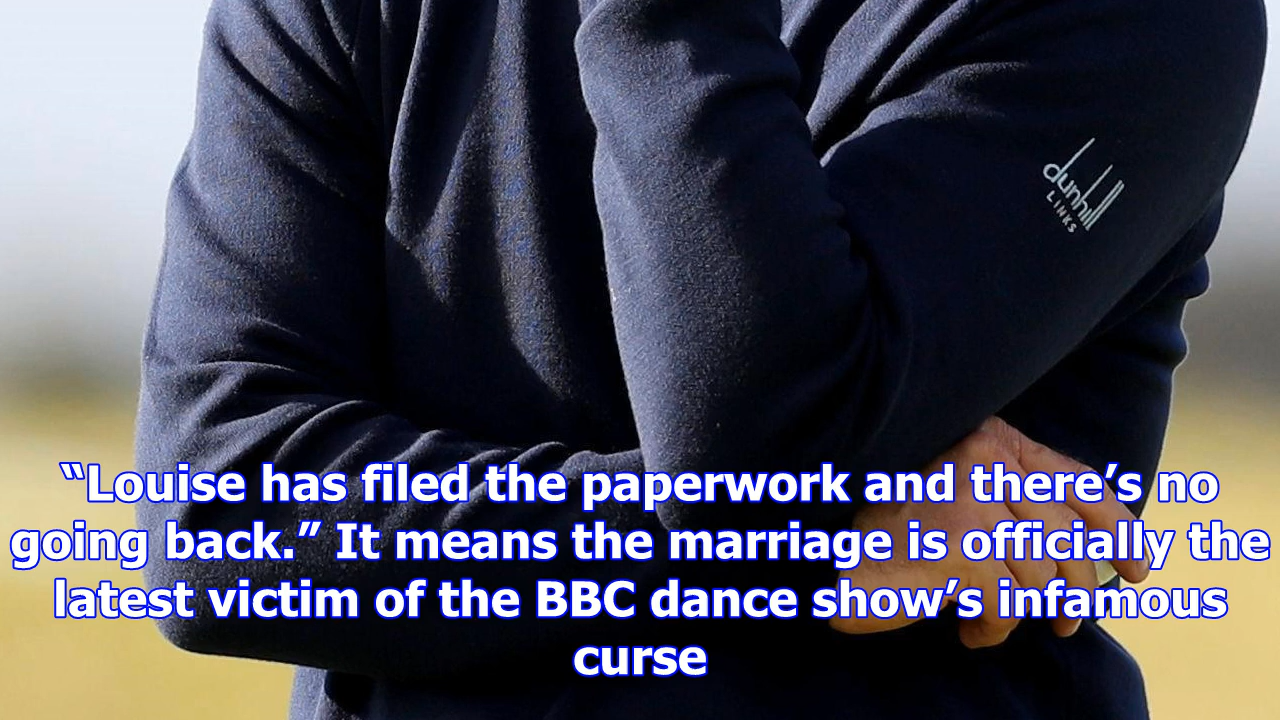 dunhill
LINKS
“Louise has filed the paperwork and there’s no
going back.” It means the marriage is officially the
latest victim of the BBC dance show’s infamous
curse